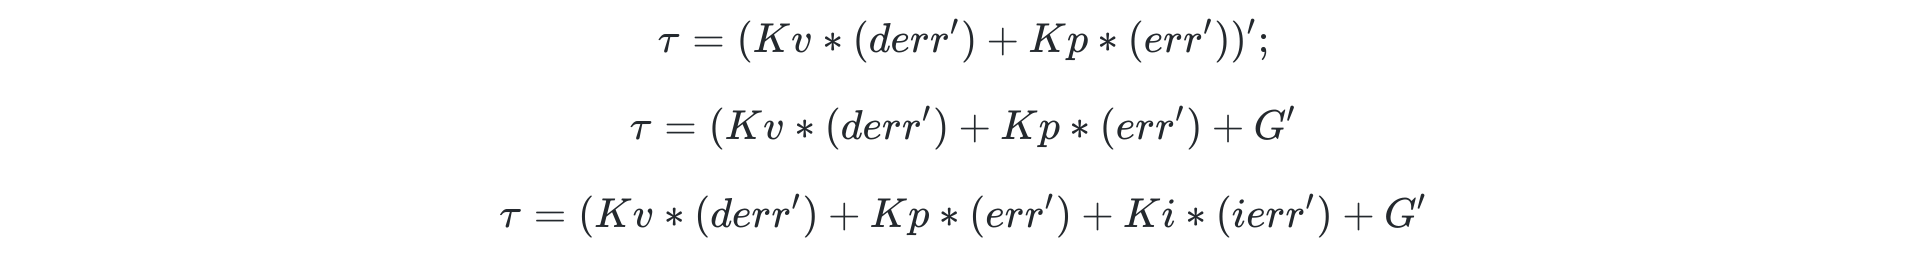 τ = (Kv * (derr′) + Kp * (err′))′;
τ = (Kv * (derr′) + Kp * (err′) + G′
τ = (Kv * (derr′) + Kp * (err′) + Ki * (ierr′) + G′